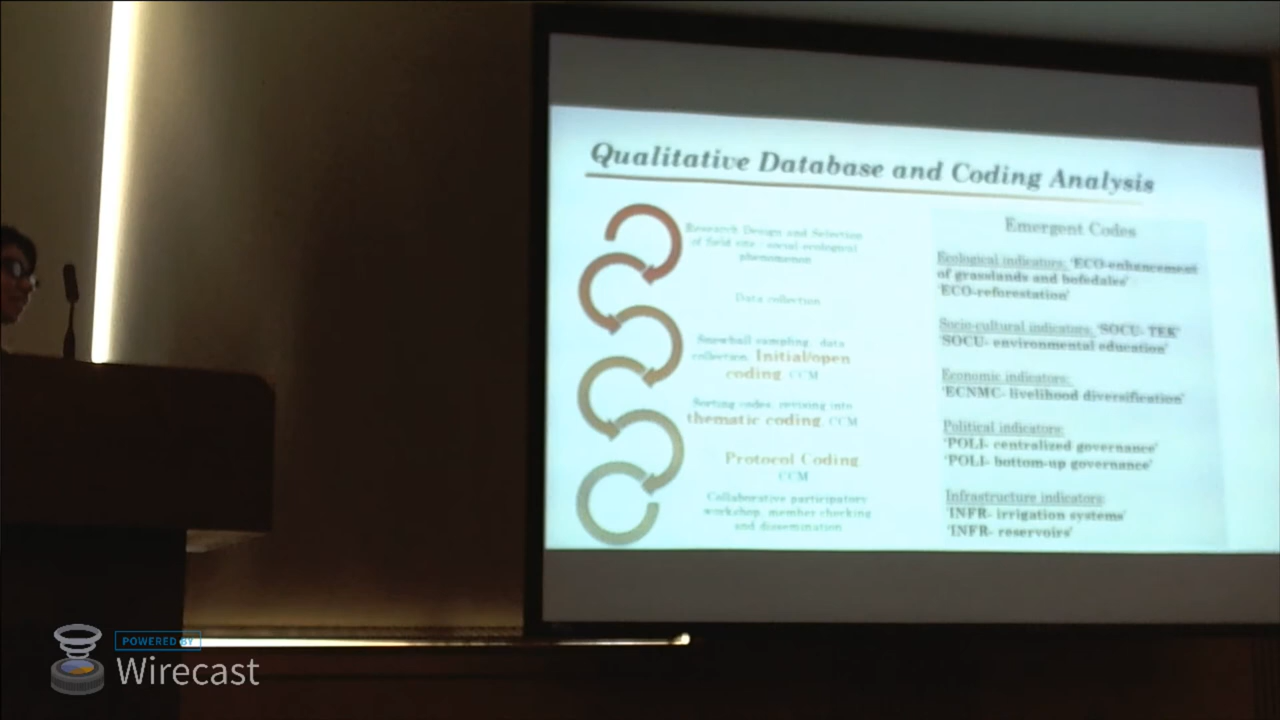 Qualitative Database and Coding Analysis
Research Design and Selection
of field site / social-ecological
phenomenon
Data collection
Snowball sampling, data
collection, Initial/open
coding, CCM
Sorting codes, revising into
thematic coding, CCM
Protocol Coding
CCM
Collaborative participatory
workshop, member checking
and dissemination
Emergent Codes
Ecological indicators: 'ECO-enhancement
of grasslands and bofedales'
'ECO-reforestation'
Socio-cultural indicators: 'SOCU- TEK'
'SOCU- environmental education'
Economic indicators:
'ECNMC- livelihood diversification'
Political indicators:
'POLI- centralized governance'
'POLI- bottom-up governance'
Infrastructure indicators:
'INFR- irrigation systems'
'INFR- reservoirs'
POWERED BY
Wirecast